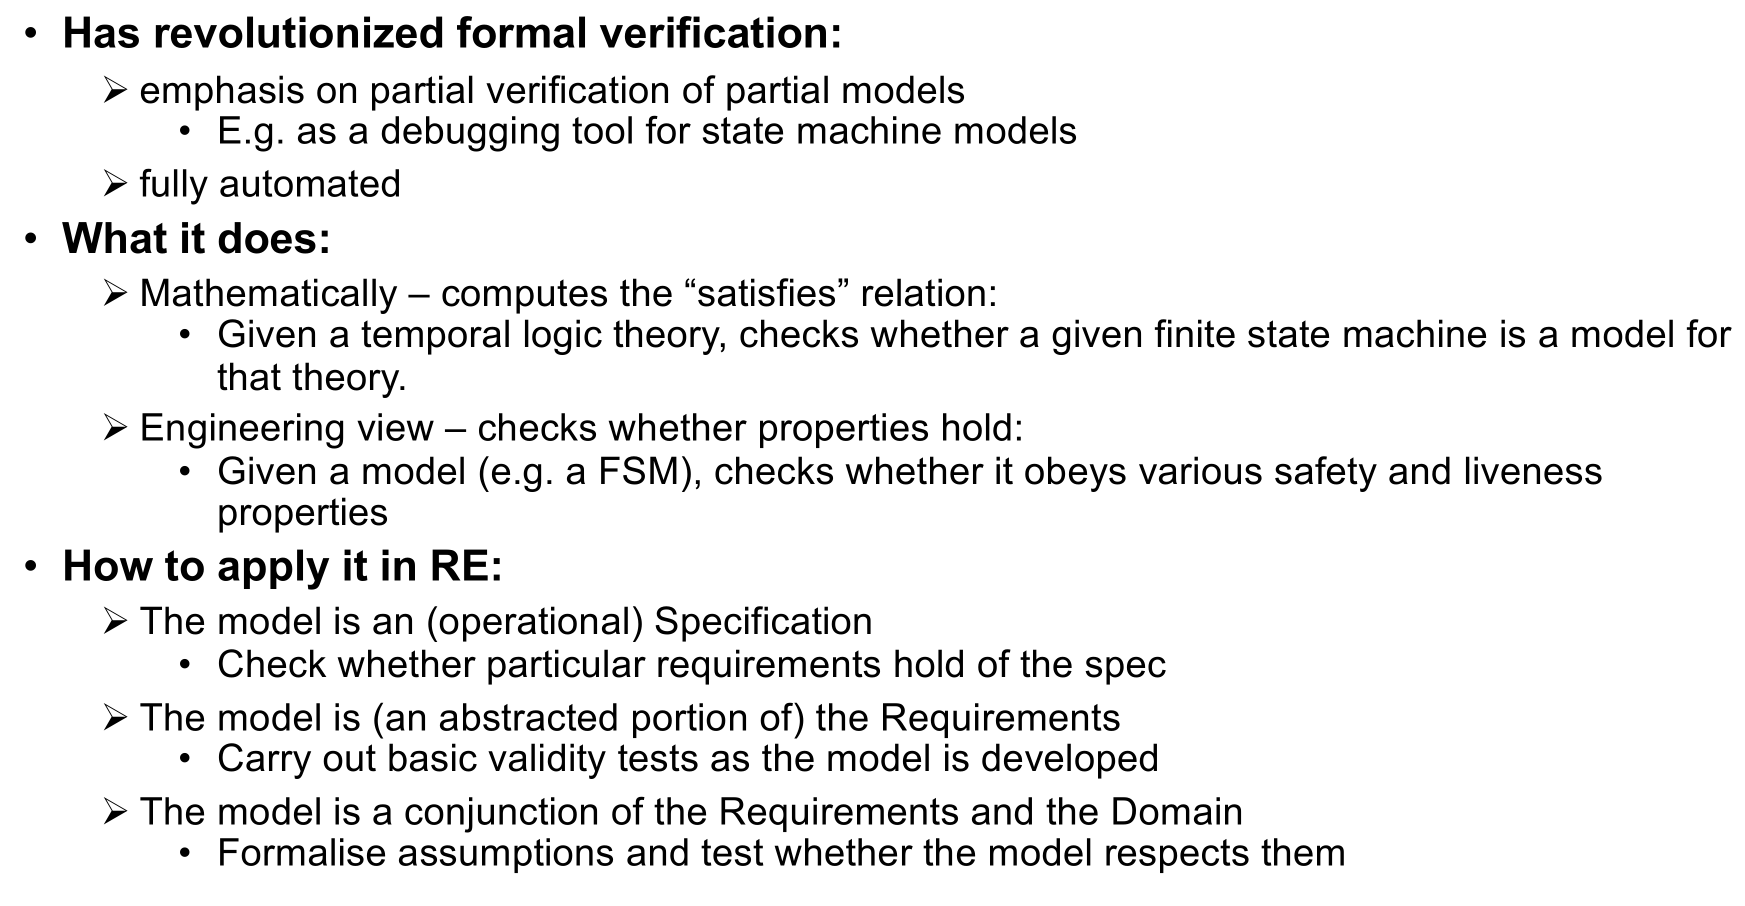 • Has revolutionized formal verification:
➢ emphasis on partial verification of partial models
• E.g. as a debugging tool for state machine models
➢ fully automated
• What it does:
➢ Mathematically – computes the “satisfies” relation:
• Given a temporal logic theory, checks whether a given finite state machine is a model for
that theory.
➢ Engineering view – checks whether properties hold:
• Given a model (e.g. a FSM), checks whether it obeys various safety and liveness
properties
• How to apply it in RE:
➢ The model is an (operational) Specification
• Check whether particular requirements hold of the spec
➢ The model is (an abstracted portion of) the Requirements
• Carry out basic validity tests as the model is developed
➢ The model is a conjunction of the Requirements and the Domain
• Formalise assumptions and test whether the model respects them